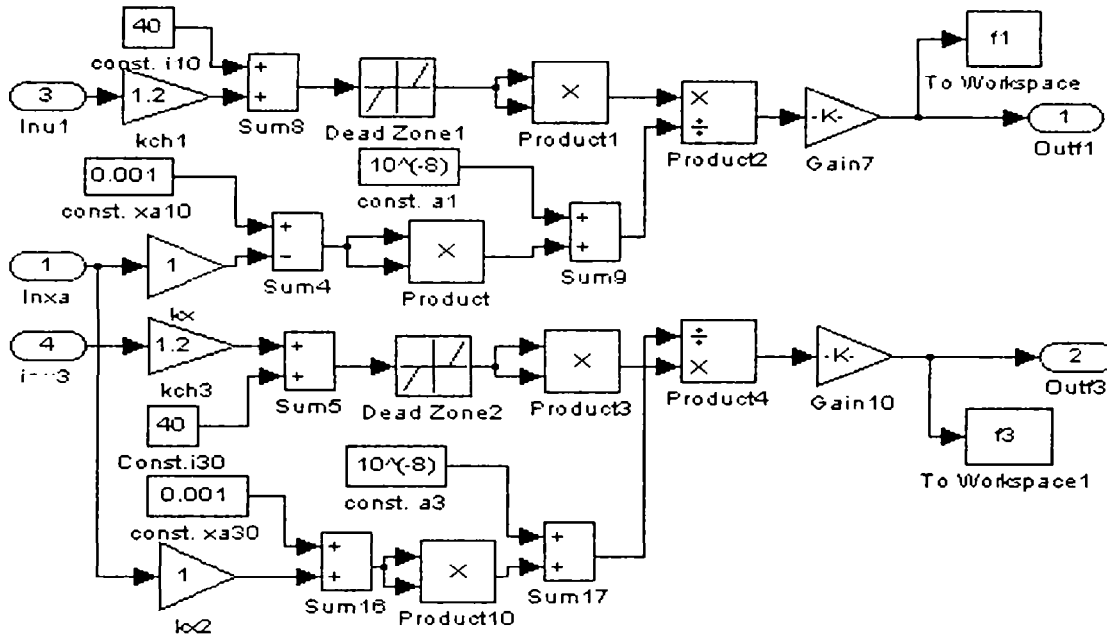 40
const. i10
3
Inu1
1.2
kch1
+
+
Sum8
Dead Zone1
×
Product1
×
÷
Product2
-K-
Gain7
f1
To Workspace
1
Outf1
0.001
const. xa10
10^(-8)
const. a1
+
−
Sum4
×
Product
+
+
Sum9
1
Inxa
1
kx
4
1.2
kch3
+
+
Sum5
Dead Zone2
×
Product3
÷
×
Product4
-K-
Gain10
2
Outf3
f3
To Workspace1
40
Const.i30
0.001
const. xa30
10^(-8)
const. a3
1
kx2
+
+
Sum16
×
Product10
+
+
Sum17